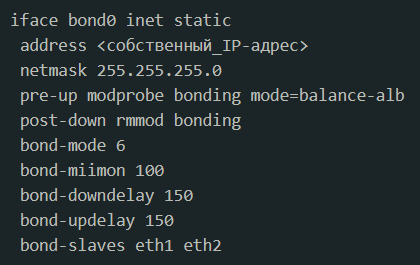 iface bond0 inet static
address <собственный_IP-адрес>
netmask 255.255.255.0
pre-up modprobe bonding mode=balance-alb
post-down rmmod bonding
bond-mode 6
bond-miimon 100
bond-downdelay 150
bond-updelay 150
bond-slaves eth1 eth2